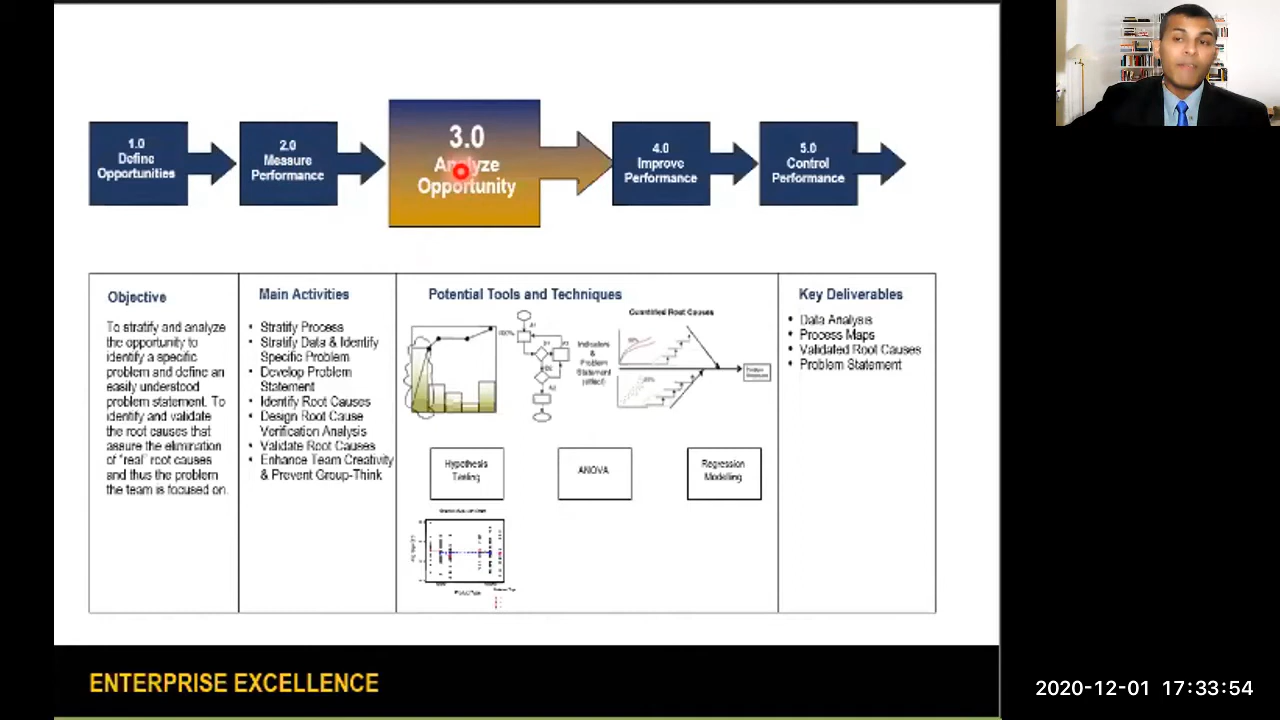 1.0
Define
Opportunities
2.0
Measure
Performance
3.0
Analyze
Opportunity
4.0
Improve
Performance
5.0
Control
Performance
Objective
To stratify and analyze
the opportunity to
identify a specific
problem and define an
easily understood
problem statement. To
identify and validate
the root causes that
assure the elimination
of "real" root causes
and thus the problem
the team is focused on.
Main Activities
• Stratify Process
• Stratify Data & Identify
Specific Problem
• Develop Problem
Statement
• Identify Root Causes
• Design Root Cause
Verification Analysis
• Validate Root Causes
• Enhance Team Creativity
& Prevent Group-Think
Potential Tools and Techniques
100%
Indicators
&
Problem
Statement
(effect)
Quantified Root Causes
Hypothesis
Testing
ANOVA
Regression
Modelling
Product Type
Key Deliverables
• Data Analysis
• Process Maps
• Validated Root Causes
• Problem Statement
ENTERPRISE EXCELLENCE
2020-12-01 17:33:54